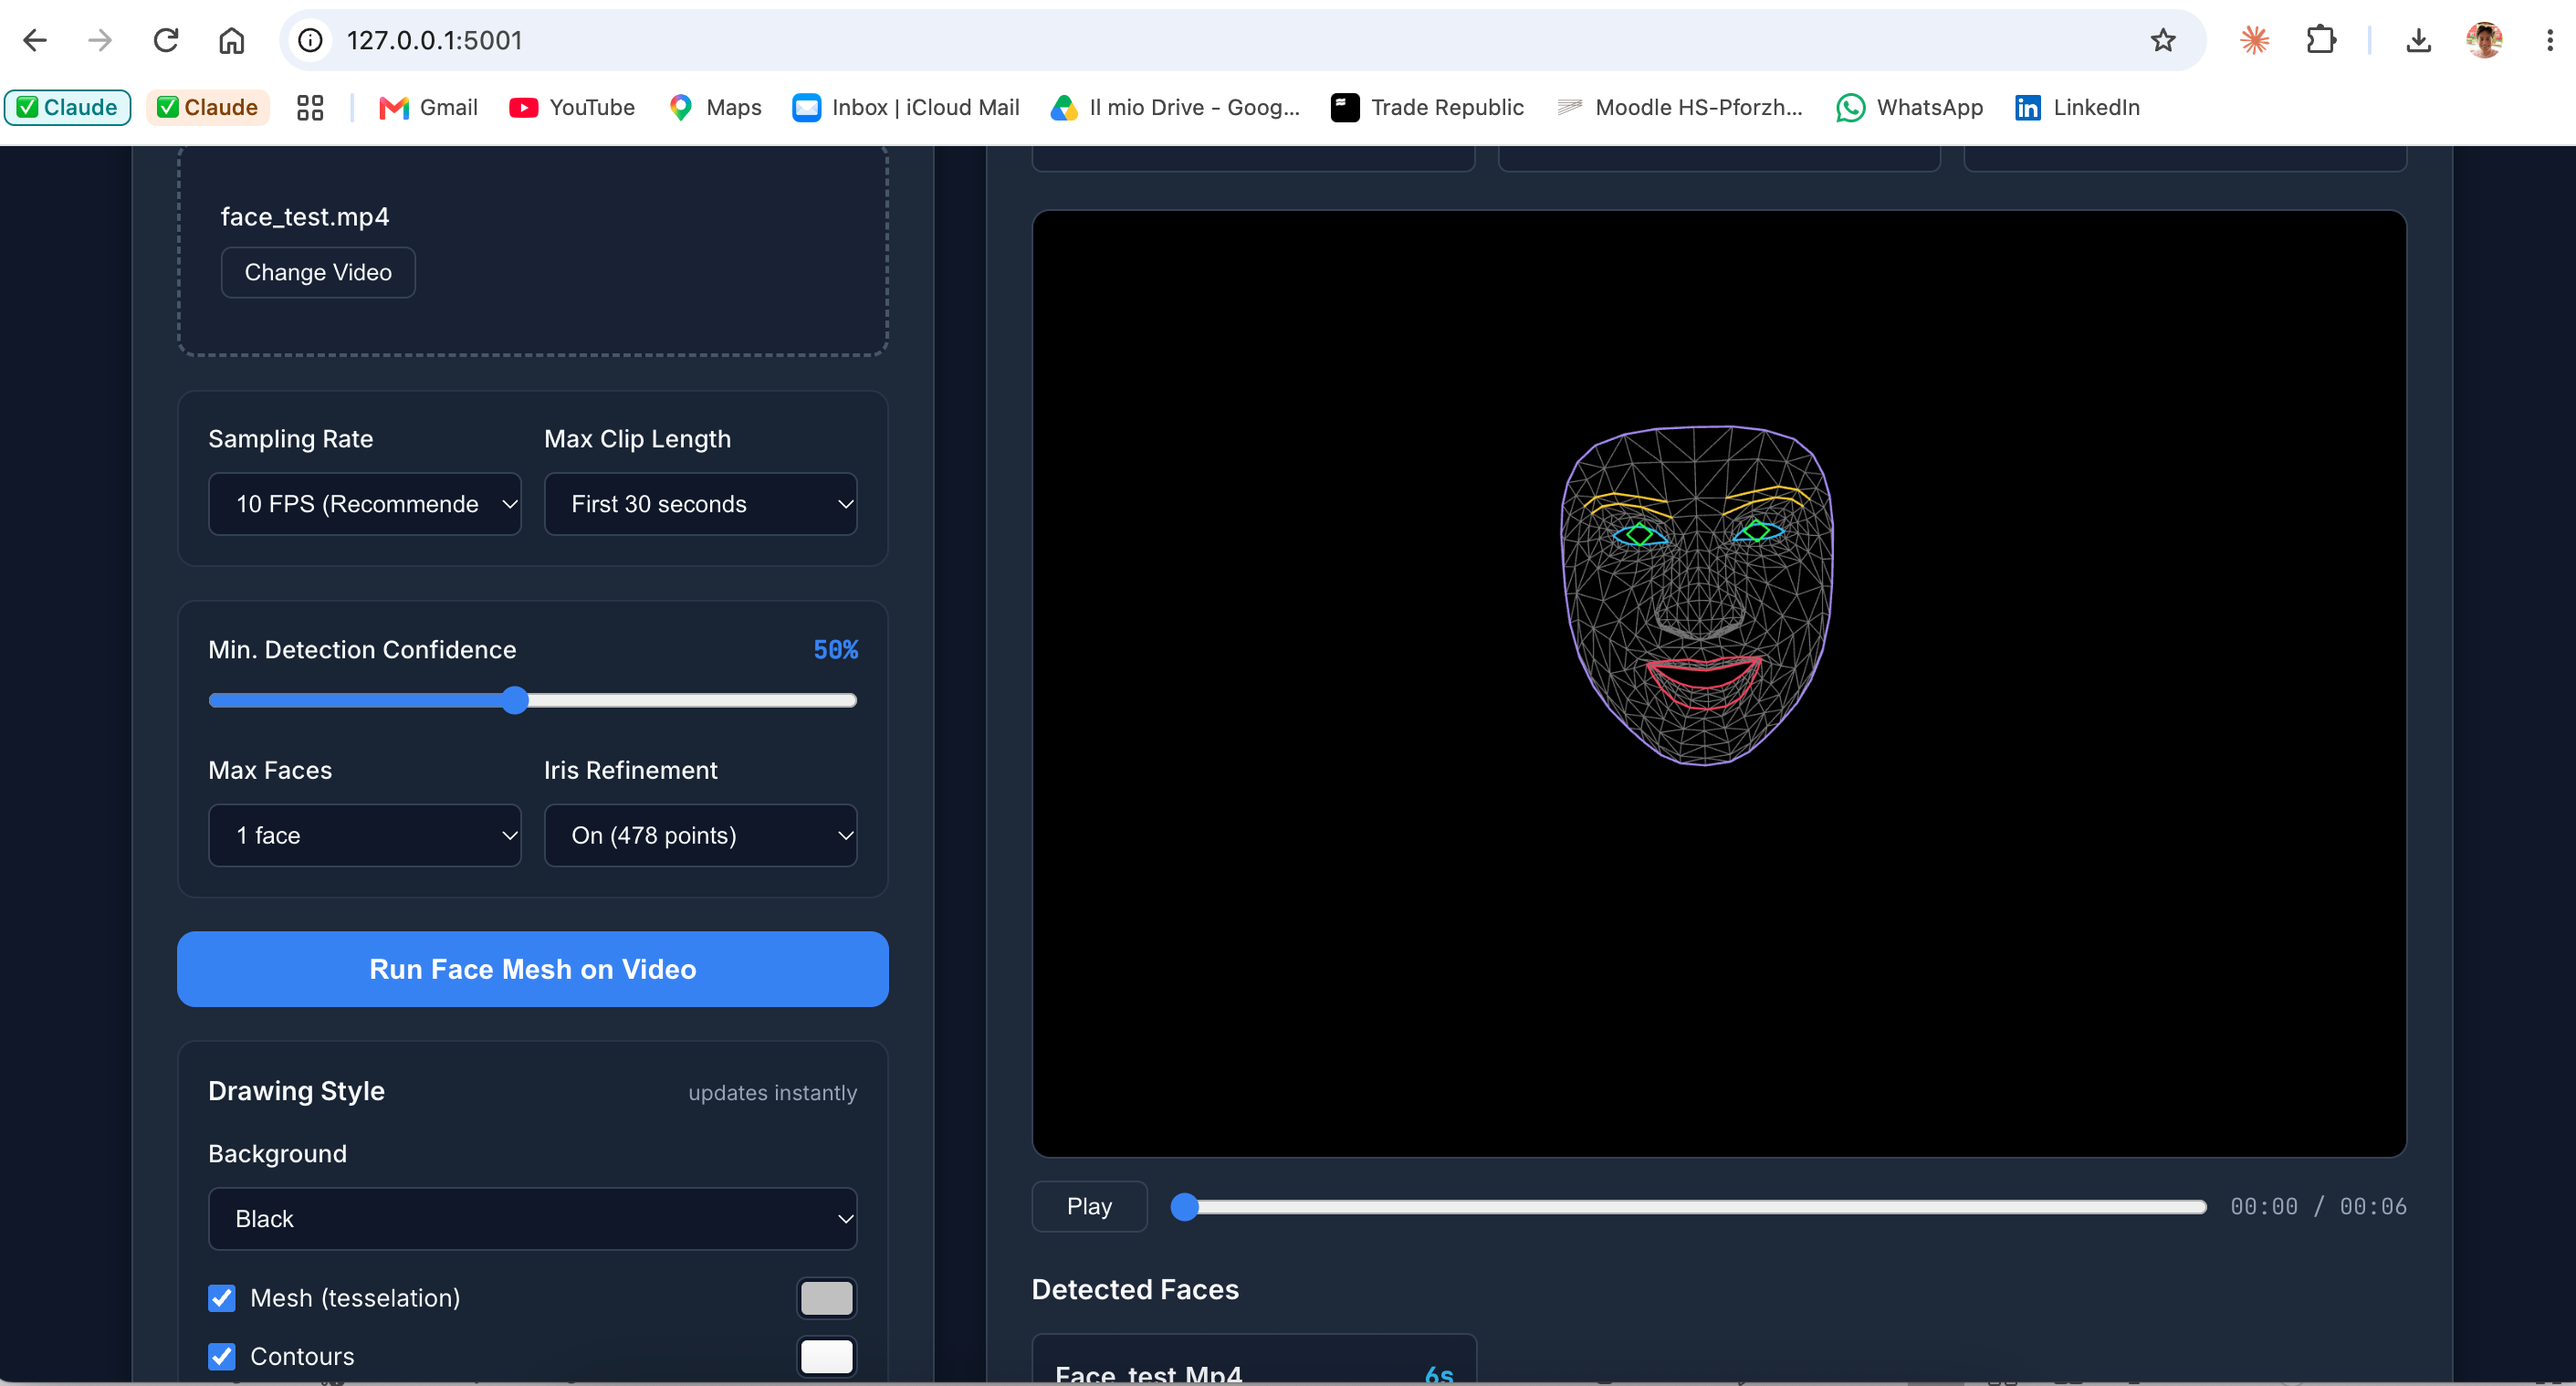 127.0.0.1:5001
✅ Claude
✅ Claude
Gmail
YouTube
Maps
Inbox | iCloud Mail
Il mio Drive - Goog...
Trade Republic
Moodle HS-Pforzh...
WhatsApp
LinkedIn
face_test.mp4
Change Video
Sampling Rate
Max Clip Length
10 FPS (Recommende
First 30 seconds
Min. Detection Confidence
50%
Max Faces
Iris Refinement
1 face
On (478 points)
Run Face Mesh on Video
Drawing Style
updates instantly
Background
Black
Mesh (tesselation)
Contours
Play
00:00 / 00:06
Detected Faces
Face_test.Mp4
6s